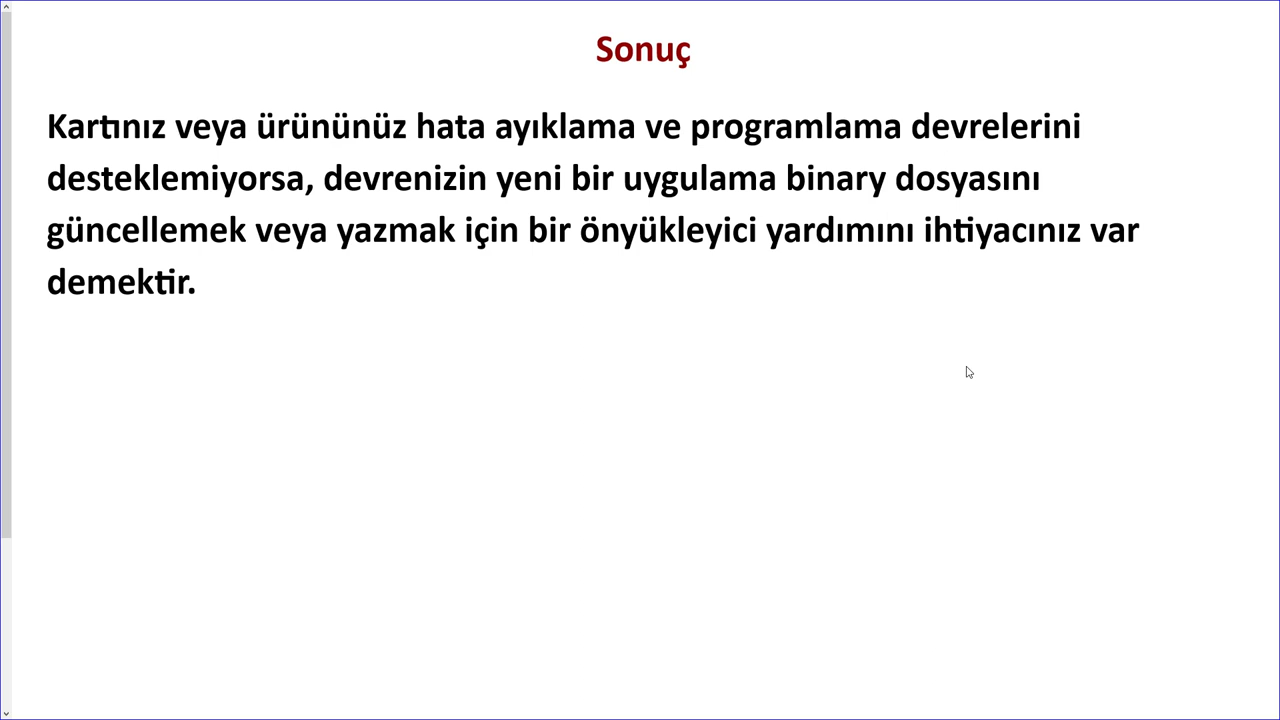 Sonuç
Kartınız veya ürününüz hata ayıklama ve programlama devrelerini
desteklemiyorsa, devrenizin yeni bir uygulama binary dosyasını
güncellemek veya yazmak için bir önyükleyici yardımını ihtiyacınız var
demektir.